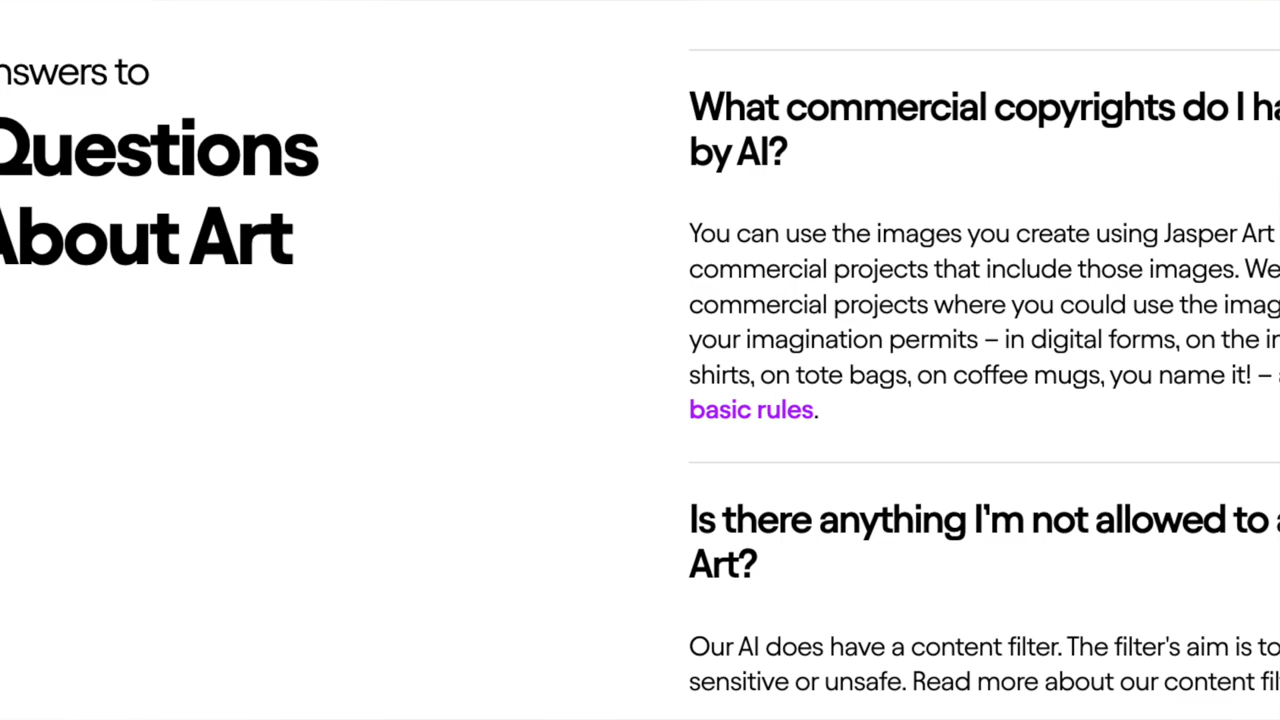 nswers to
Questions
About Art
What commercial copyrights do I ha
by AI?
You can use the images you create using Jasper Art
commercial projects that include those images. We
commercial projects where you could use the imag
your imagination permits – in digital forms, on the in
shirts, on tote bags, on coffee mugs, you name it! –
basic rules.
Is there anything I'm not allowed to a
Art?
Our AI does have a content filter. The filter's aim is to
sensitive or unsafe. Read more about our content fil